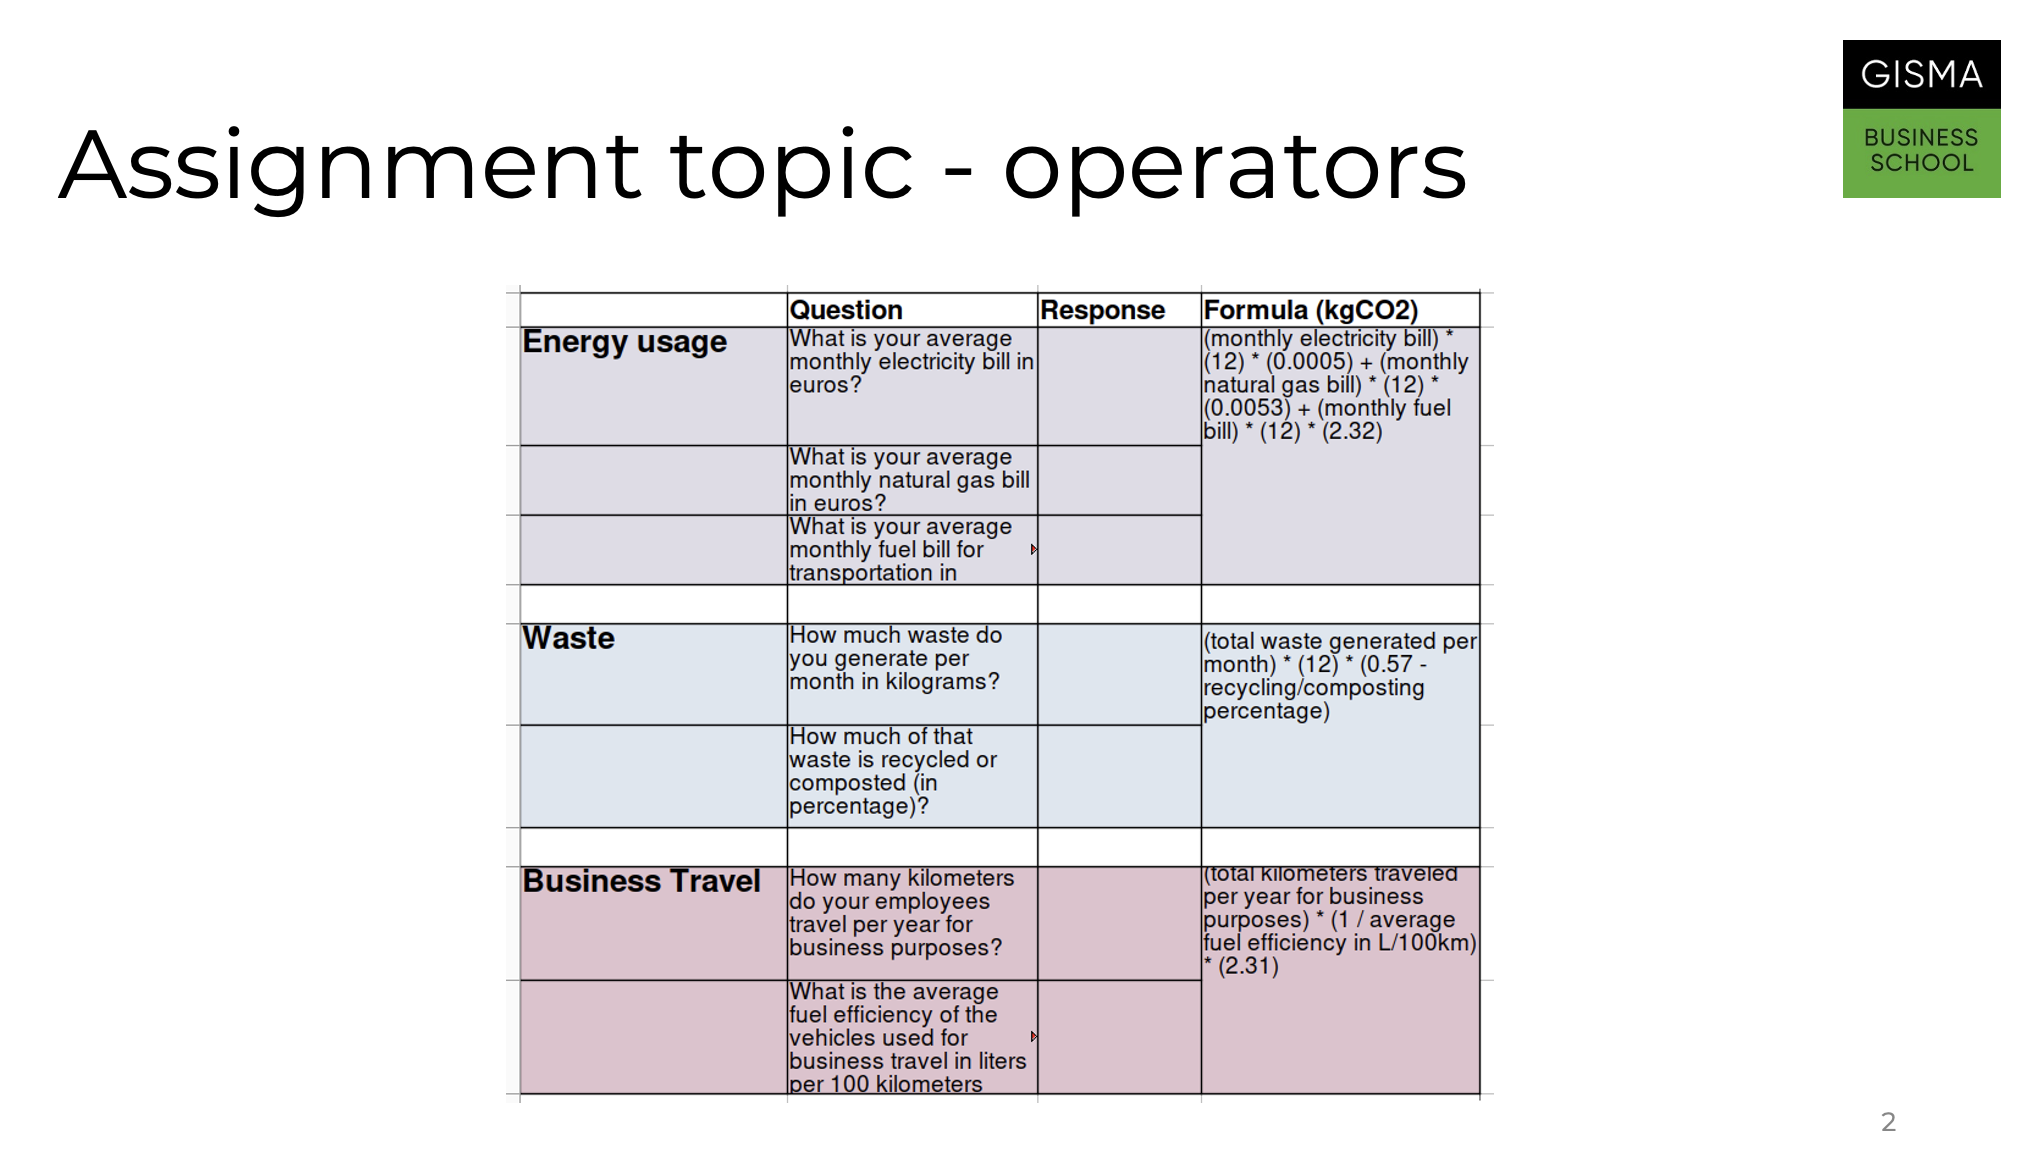 GISMA
BUSINESS
SCHOOL
Assignment topic - operators
Question
Response
Formula (kgCO2)
Energy usage
What is your average
monthly electricity bill in
euros?
(monthly electricity bill) *
(12) * (0.0005) + (monthly
natural gas bill) * (12) *
(0.0053) + (monthly fuel
bill) * (12) * (2.32)
What is your average
monthly natural gas bill
in euros?
What is your average
monthly fuel bill for
transportation in
Waste
How much waste do
you generate per
month in kilograms?
(total waste generated per
month) * (12) * (0.57 -
recycling/composting
percentage)
How much of that
waste is recycled or
composted (in
percentage)?
Business Travel
How many kilometers
do your employees
travel per year for
business purposes?
(total kilometers traveled
per year for business
purposes) * (1 / average
fuel efficiency in L/100km)
* (2.31)
What is the average
fuel efficiency of the
vehicles used for
business travel in liters
per 100 kilometers
2